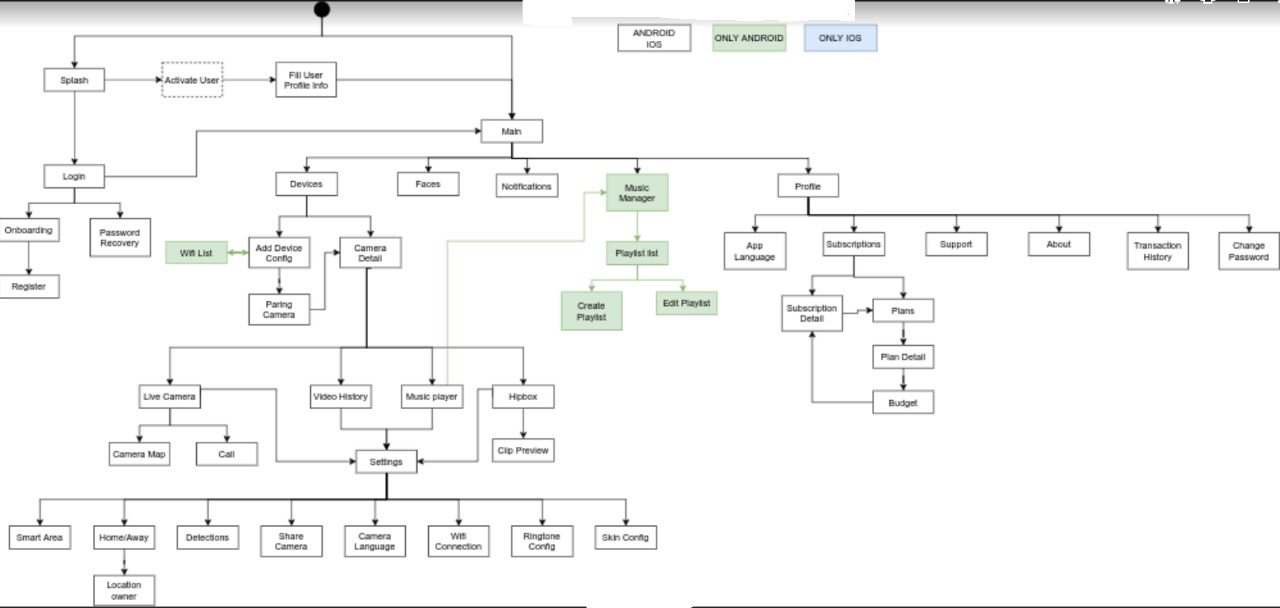 ANDROID
IOS
ONLY ANDROID
ONLY IOS
Splash
Activate User
Fill User
Profile Info
Main
Login
Devices
Faces
Notifications
Music
Manager
Profile
Onboarding
Password
Recovery
Wifi List
Add Device
Config
Camera
Detail
Playlist list
App
Language
Subscriptions
Support
About
Transaction
History
Change
Password
Register
Paring
Camera
Create
Playlist
Edit Playlist
Subscription
Detail
Plans
Plan Detail
Live Camera
Video History
Music player
Hipbox
Budget
Camera Map
Call
Settings
Clip Preview
Smart Area
Home/Away
Detections
Share
Camera
Camera
Language
Wifi
Connection
Ringtone
Config
Skin Config
Location
owner